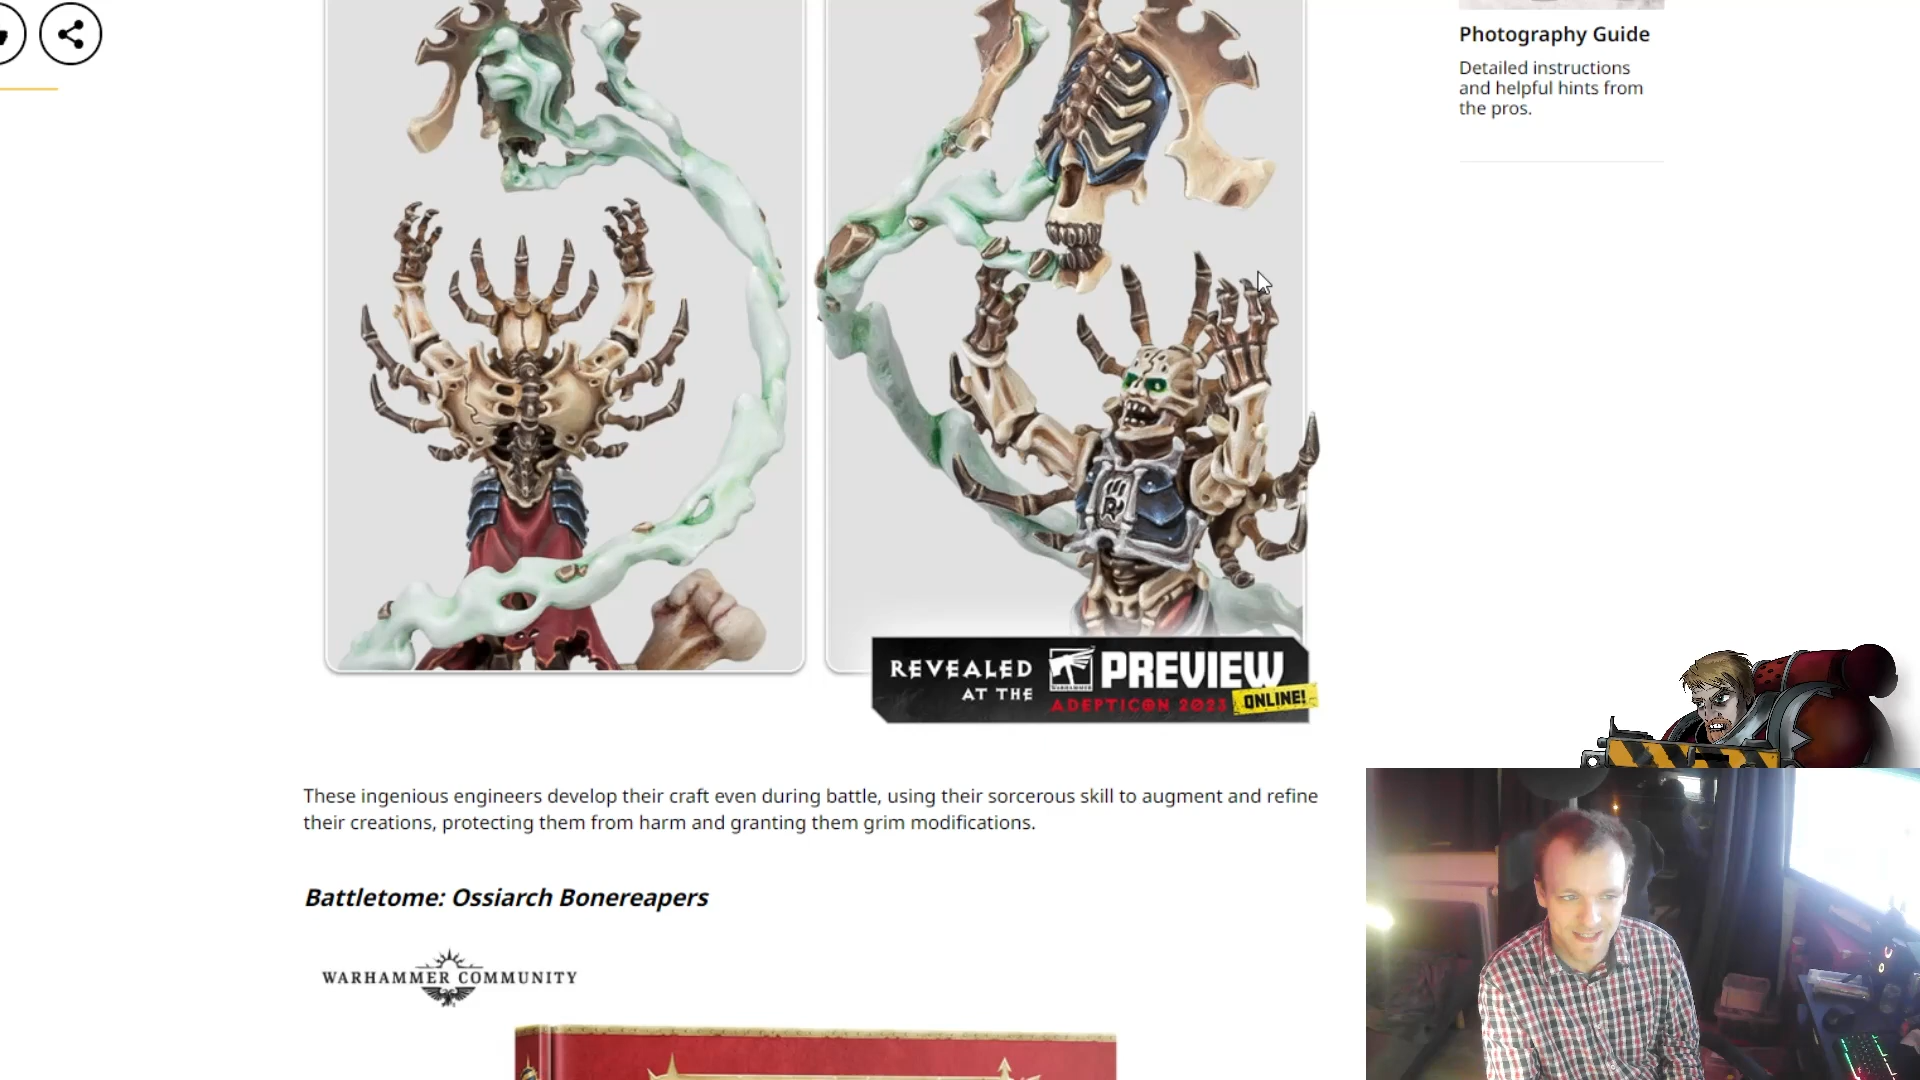 Photography Guide
Detailed instructions
and helpful hints from
the pros.
REVEALED
AT THE
WARHAMMER
PREVIEW
ADEPTICON 2023
ONLINE!
These ingenious engineers develop their craft even during battle, using their sorcerous skill to augment and refine
their creations, protecting them from harm and granting them grim modifications.
Battletome: Ossiarch Bonereapers
WARHAMMER COMMUNITY